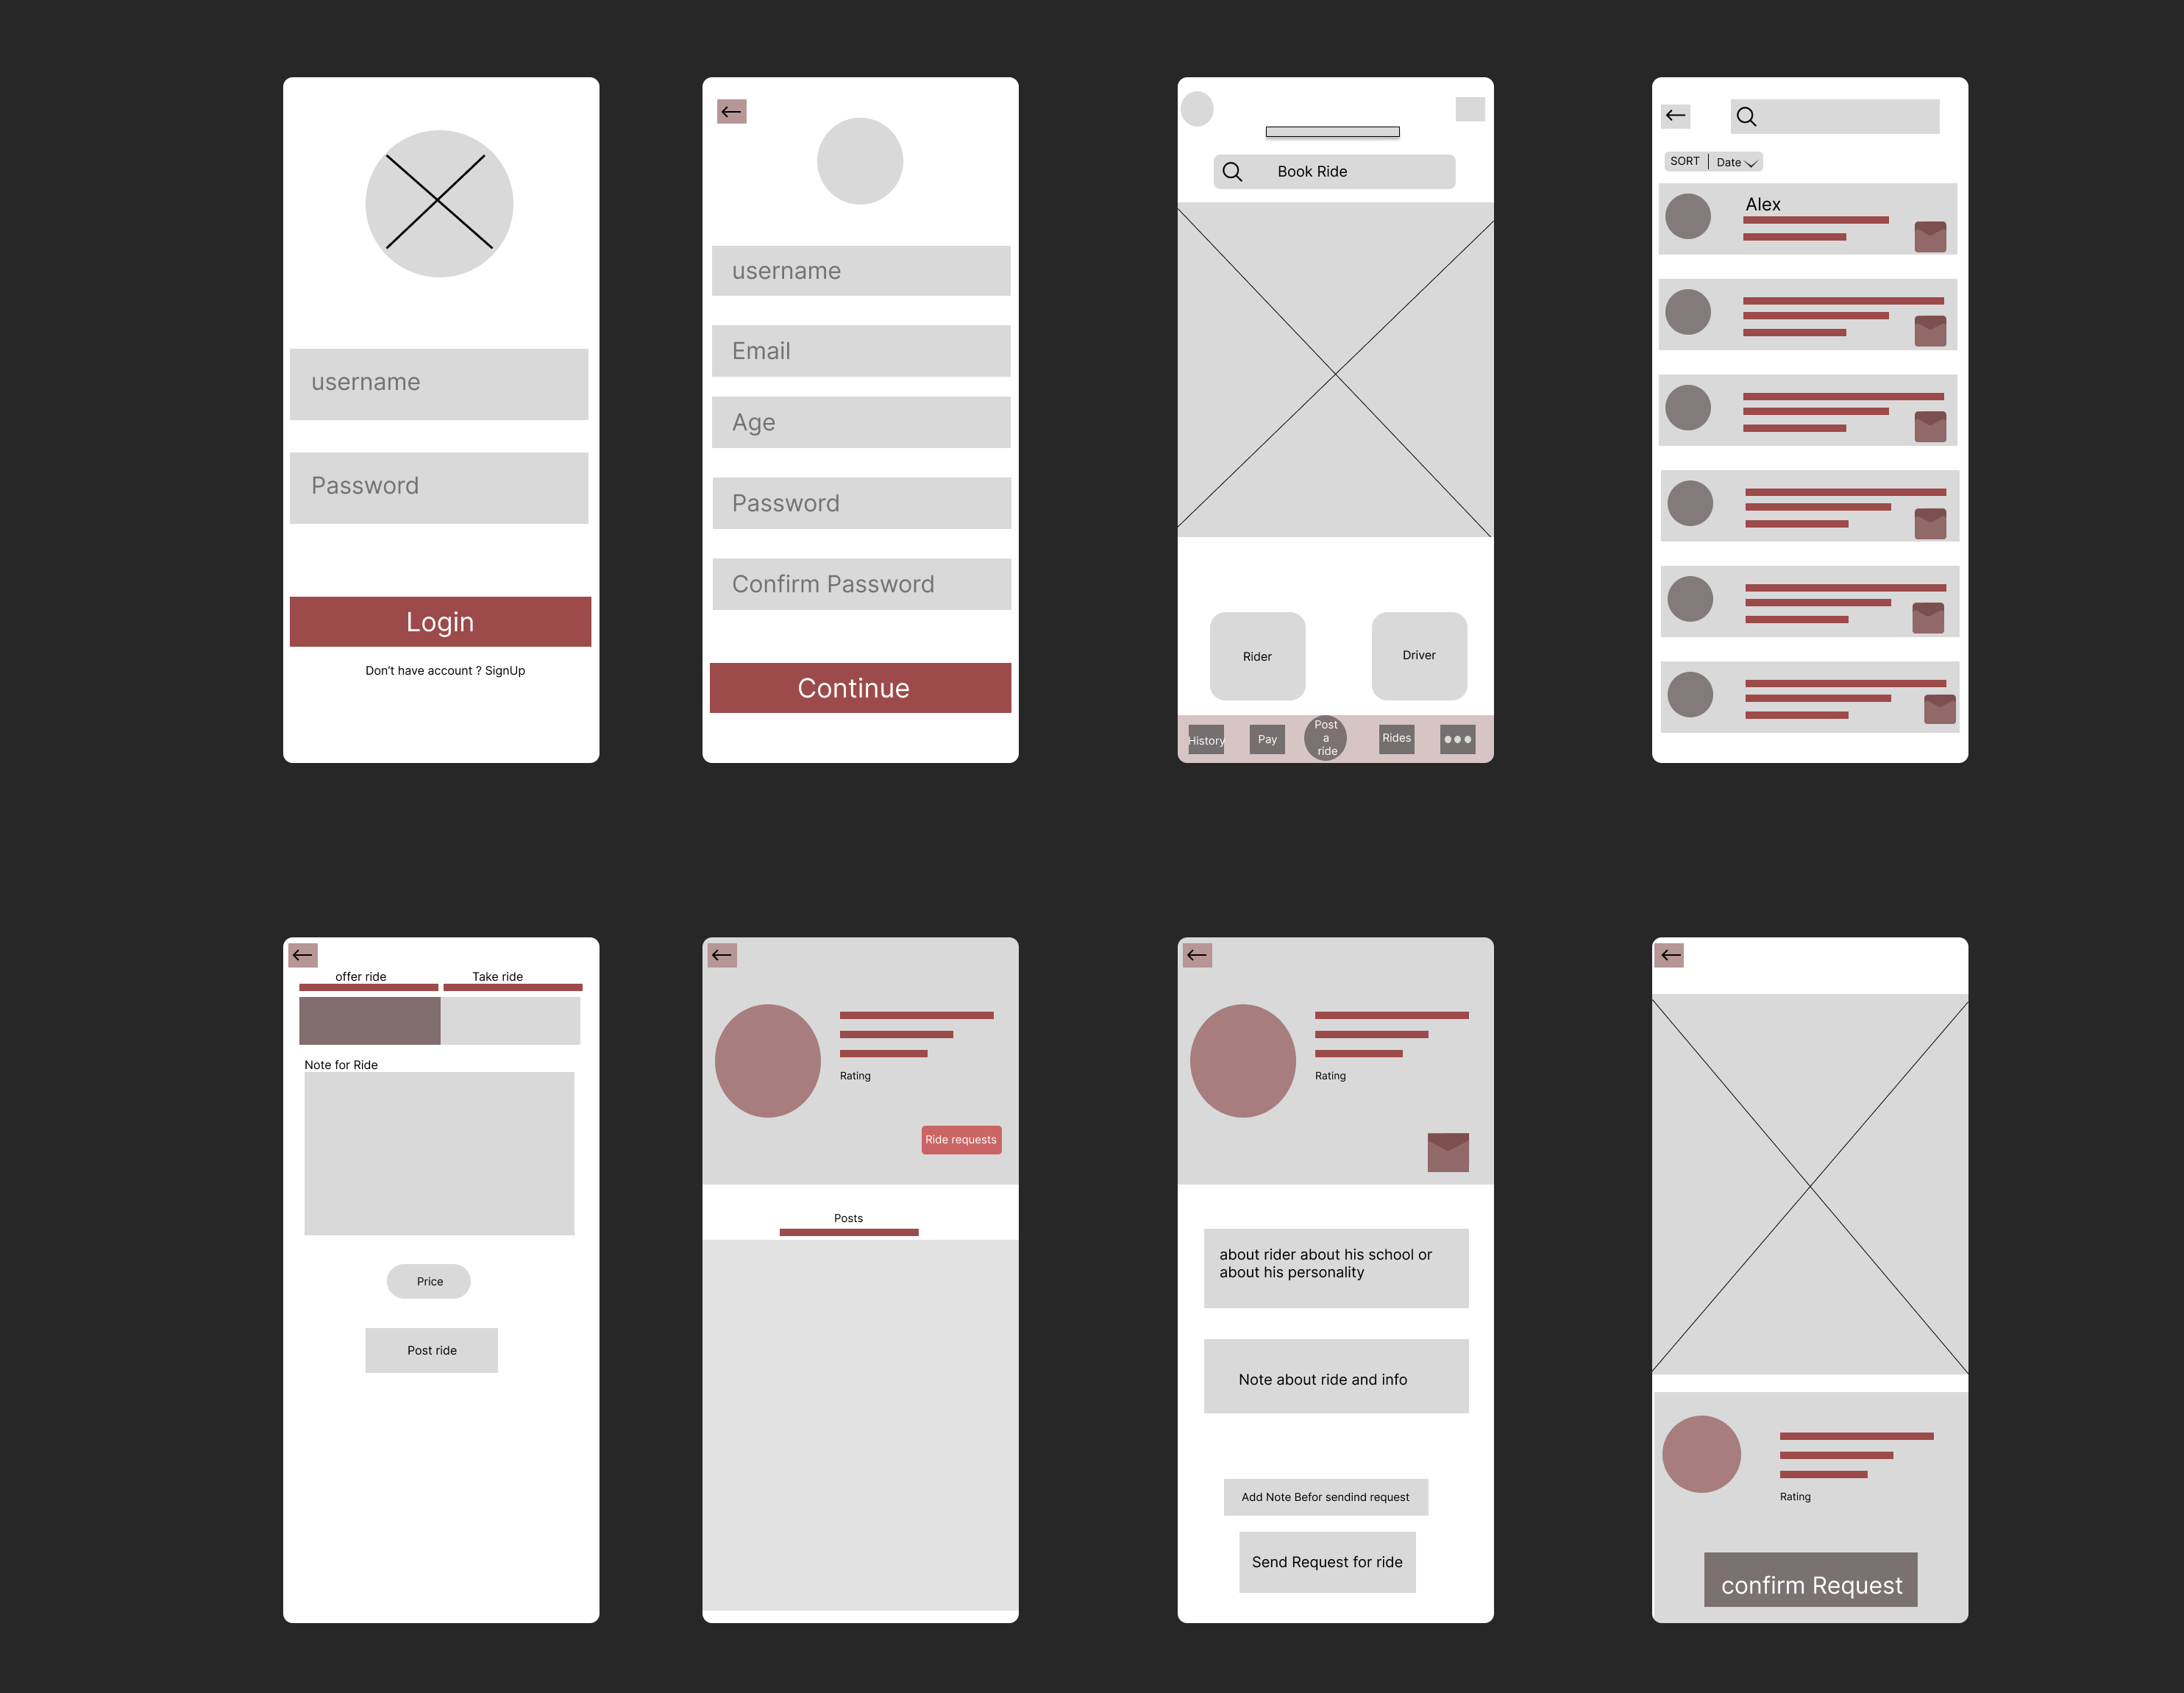 username
Password
Login
Don't have account ? SignUp
username
Email
Age
Password
Confirm Password
Continue
Book Ride
Rider
Driver
History
Pay
Post
a
ride
Rides
SORT
Date
Alex
offer ride
Take ride
Note for Ride
Price
Post ride
Rating
Ride requests
Posts
Rating
about rider about his school or
about his personality
Note about ride and info
Add Note Befor sendind request
Send Request for ride
Rating
confirm Request